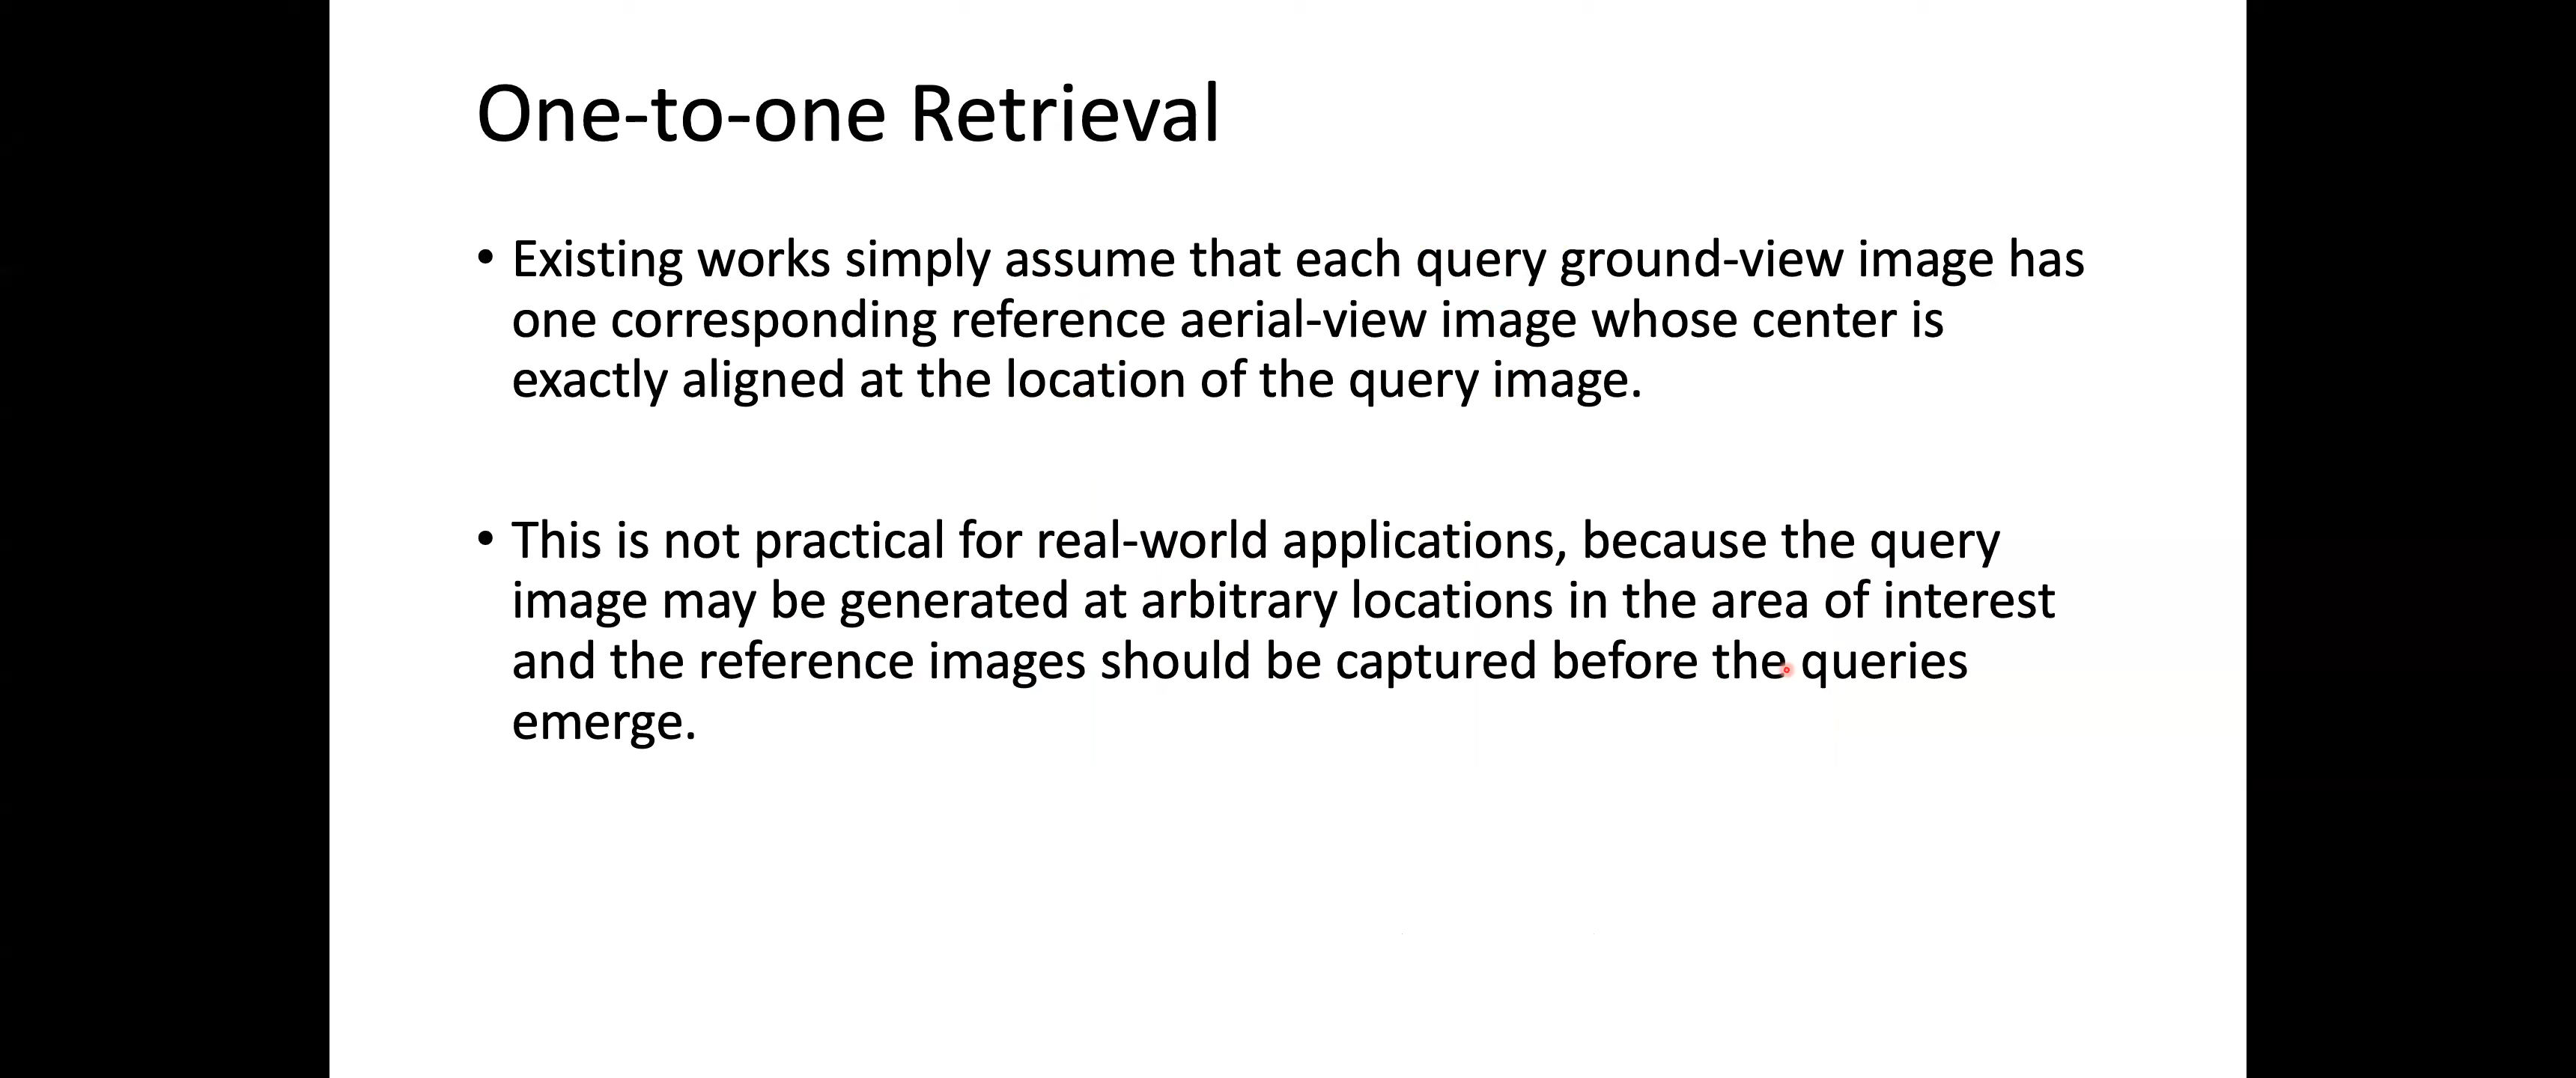 One-to-one Retrieval
• Existing works simply assume that each query ground-view image has
one corresponding reference aerial-view image whose center is
exactly aligned at the location of the query image.
• This is not practical for real-world applications, because the query
image may be generated at arbitrary locations in the area of interest
and the reference images should be captured before the queries
emerge.